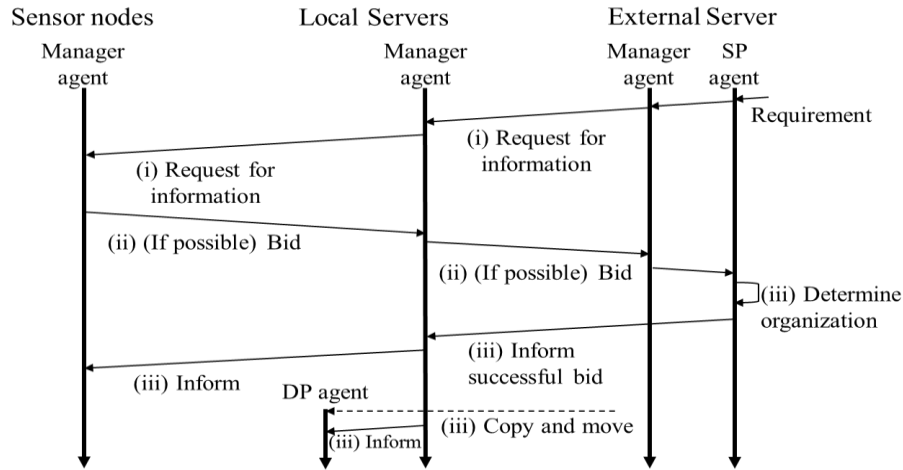 Sensor nodes
Local Servers
External Server
Manager
agent
Manager
agent
Manager
agent
SP
agent
Requirement
(i) Request for
information
(i) Request for
information
(ii) (If possible) Bid
(ii) (If possible) Bid
(iii) Determine
organization
(iii) Inform
successful bid
(iii) Inform
DP agent
(iii) Copy and move
(iii) Inform